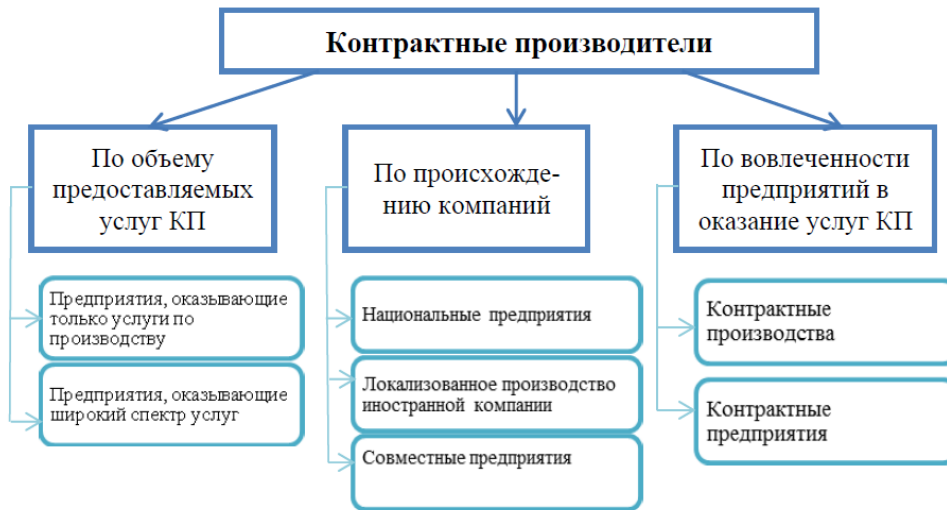 Контрактные производители
По объему
предоставляемых
услуг КП
Предприятия, оказывающие
только услуги по
производству
Предприятия, оказывающие
широкий спектр услуг
По происхожде-
нию компаний
Национальные предприятия
Локализованное производство
иностранной компании
Совместные предприятия
По вовлеченности
предприятий в
оказание услуг КП
Контрактные
производства
Контрактные
предприятия